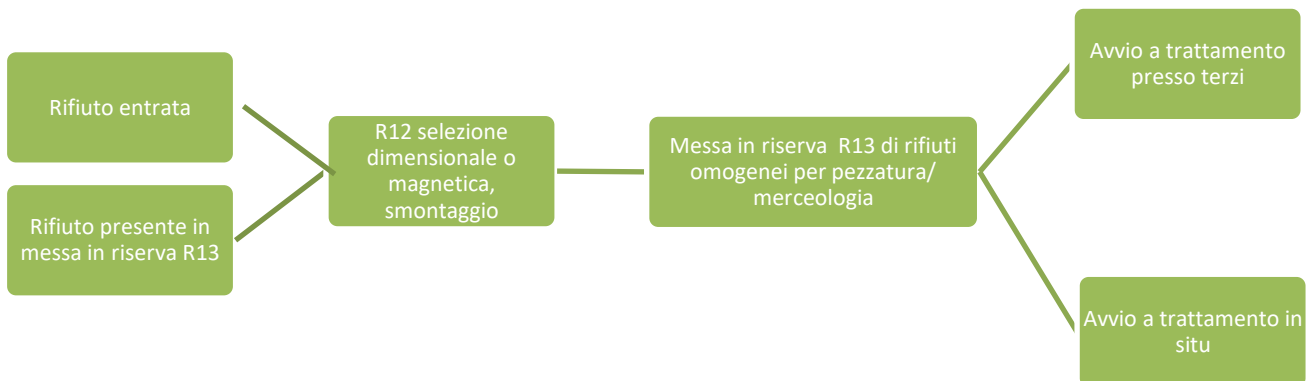 Rifiuto entrata
Rifiuto presente in
messa in riserva R13
R12 selezione
dimensionale o
magnetica,
smontaggio
Messa in riserva  R13 di rifiuti
omogenei per pezzatura/
merceologia
Avvio a trattamento
presso terzi
Avvio a trattamento in
situ